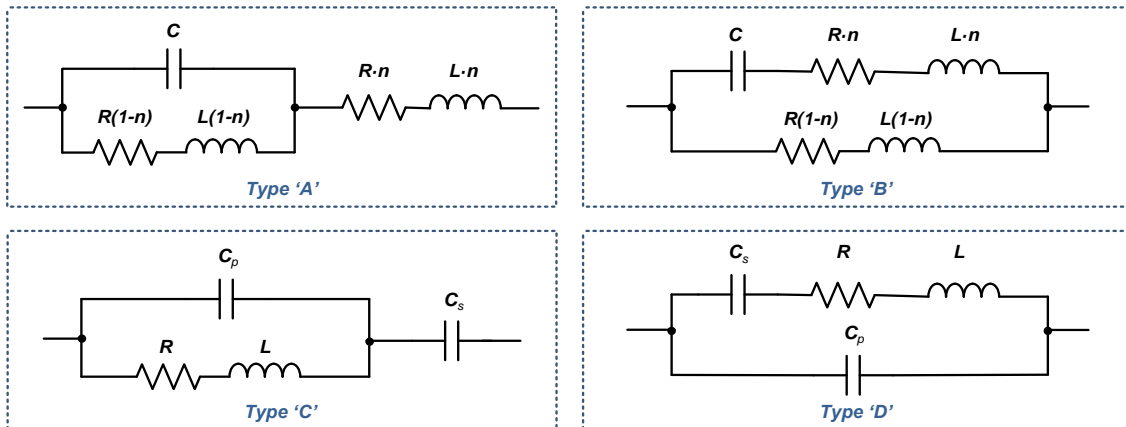 C
R·n
L·n
R(1-n)
L(1-n)
Type ‘A’
C
R·n
L·n
R(1-n)
L(1-n)
Type ‘B’
Cp
Cs
R
L
Type ‘C’
Cs
R
L
Cp
Type ‘D’